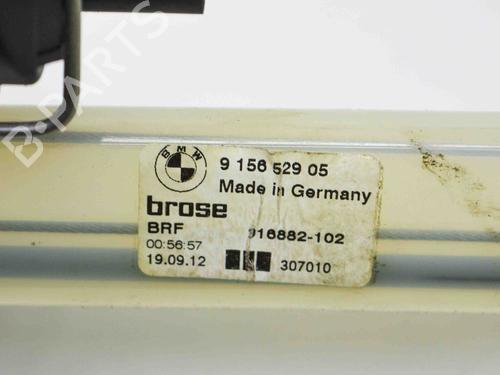 B-PARTS
BMW
9 156 529 05
Made in Germany
brose
BRF 916882-102
00:56:57
19.09.12 307010